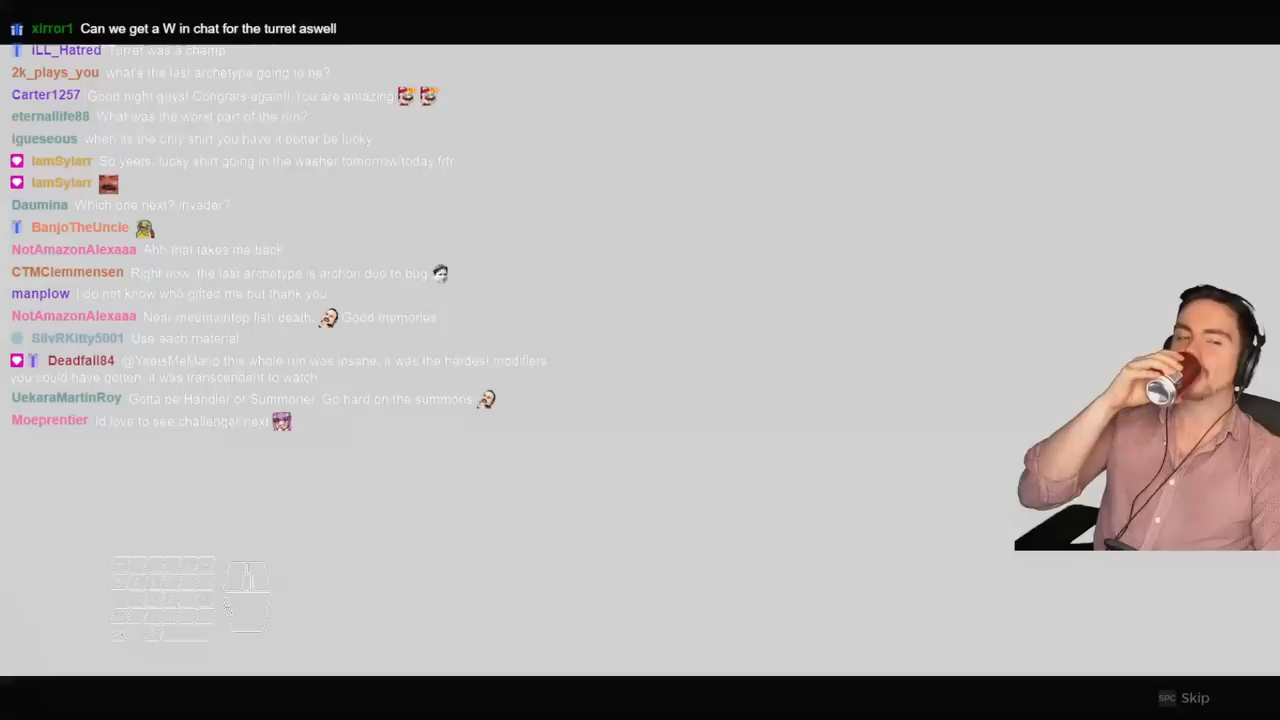 xirror1 Can we get a W in chat for the turret aswell
iLL_Hatred Turret was a champ
2k_plays_you what's the last archetype going to be?
Carter1257 Good night guys! Congrats again!! You are amazing
eternallife88 What was the worst part of the run?
igueseous when its the only shirt you have it better be lucky
IamSylarr So yeets, lucky shirt going in the washer tomorrow/today frfr
IamSylarr
Daumina Which one next? Invader?
BanjoTheUncle
NotAmazonAlexaaa Ahh that takes me back
CTMClemmensen Right now, the last archetype is archon due to bug
manplow I do not know who gifted me but thank you
NotAmazonAlexaaa Near mountaintop fish death. Good memories
SilvRKitty5001 Use each material
Deadfall84 @YeetsMeMario this whole run was insane, it was the hardest modifiers
you could have gotten, it was transcendent to watch
UekaraMartinRoy Gotta be Handler or Summoner. Go hard on the summons
Moeprentier Id love to see challenger next
SPC Skip